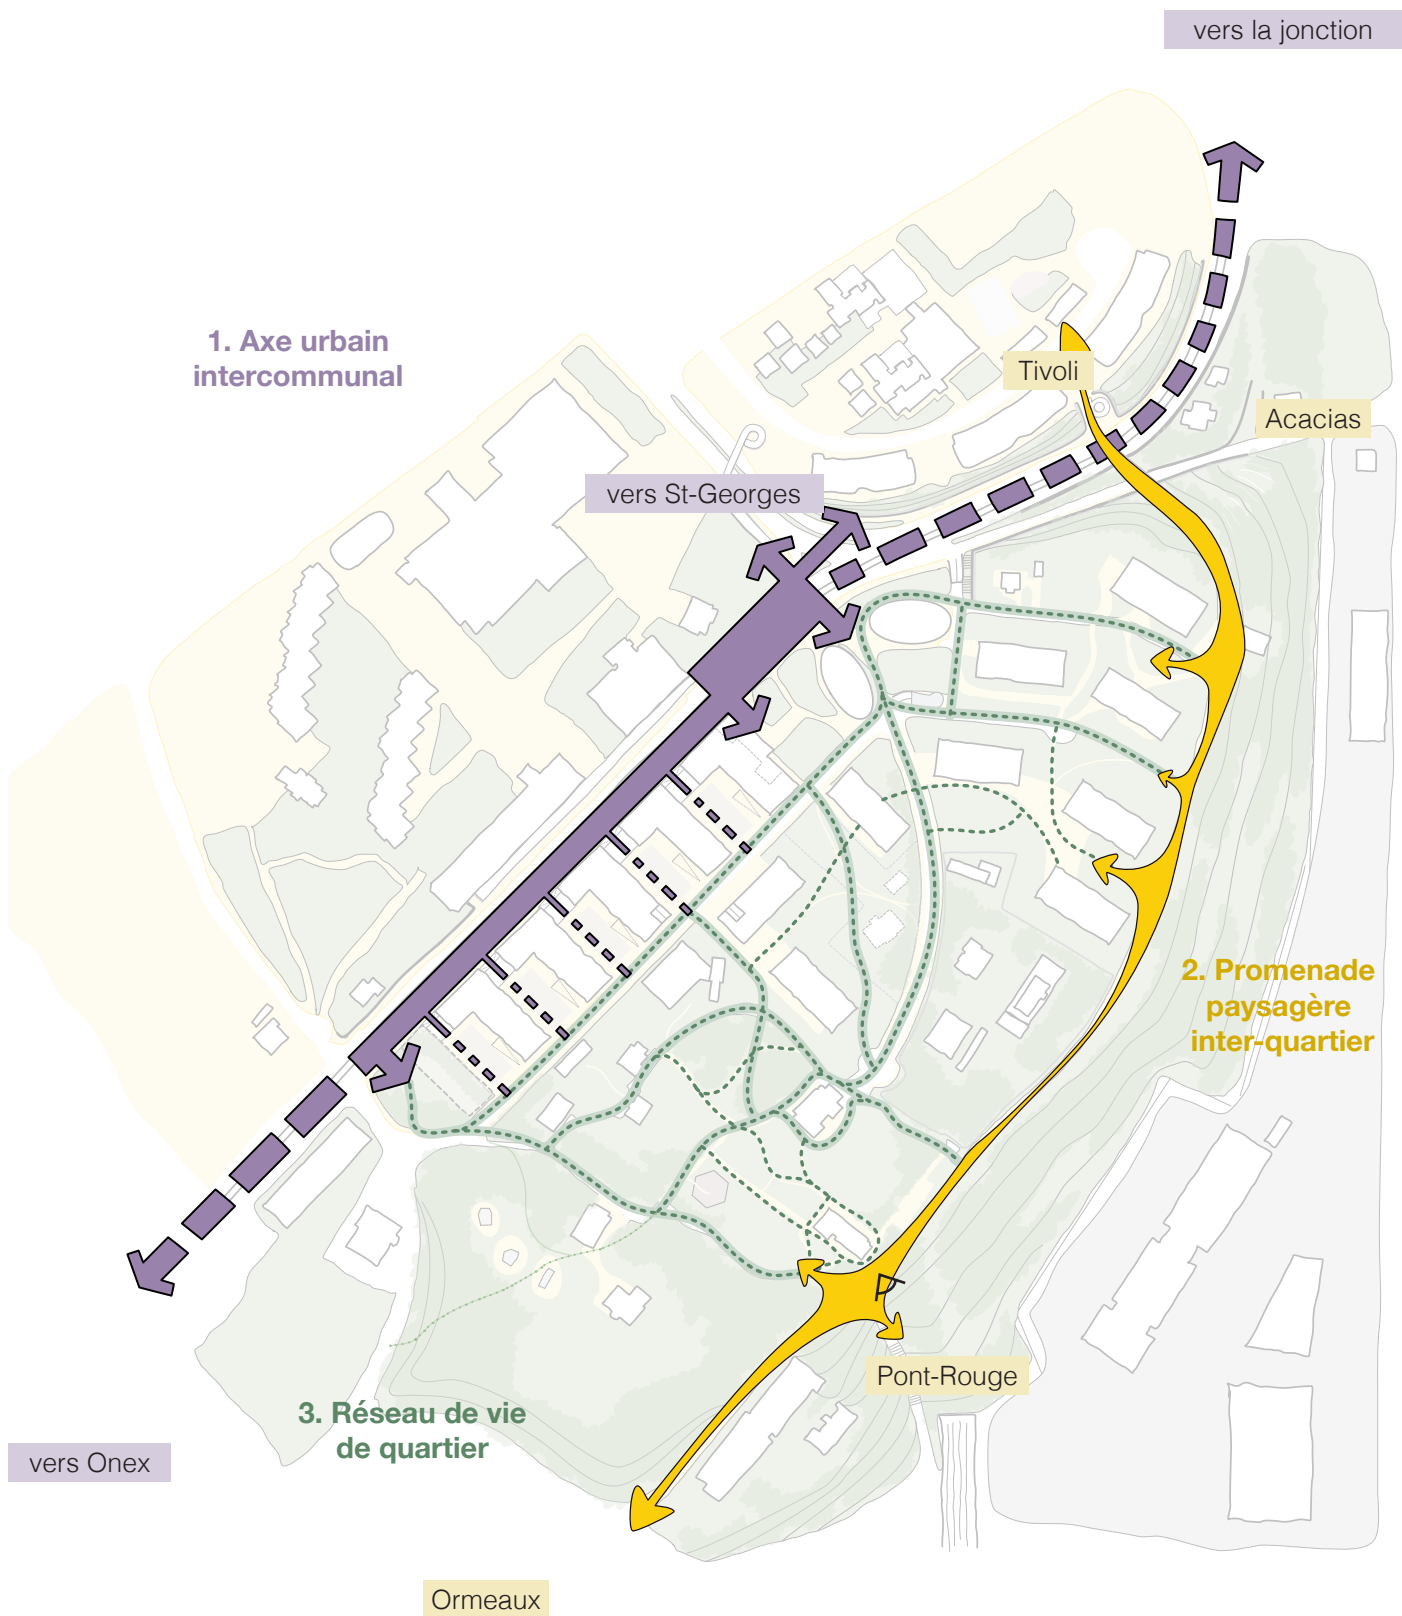 vers la jonction
1. Axe urbain
intercommunal
Tivoli
Acacias
vers St-Georges
2. Promenade
paysagère
inter-quartier
Pont-Rouge
3. Réseau de vie
de quartier
vers Onex
Ormeaux